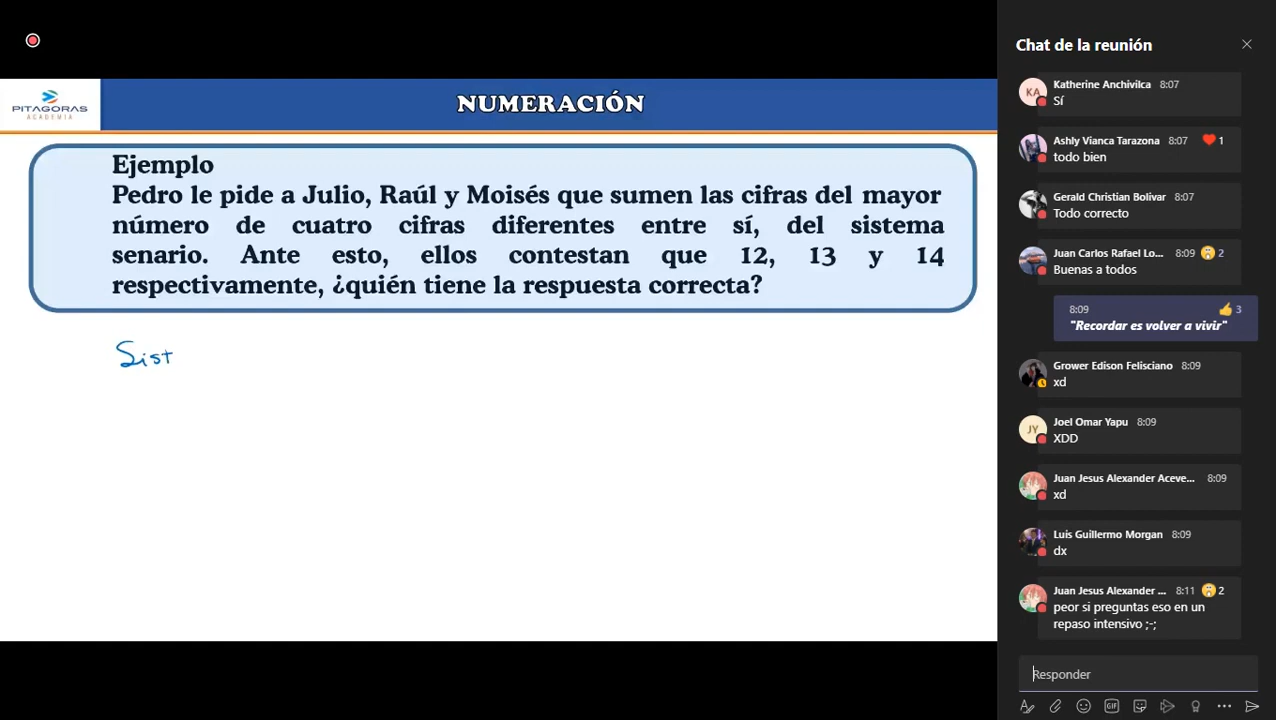 PITAGORAS
ACADEMIA
NUMERACIÓN
Ejemplo
Pedro le pide a Julio, Raúl y Moisés que sumen las cifras del mayor
número de cuatro cifras diferentes entre sí, del sistema
senario. Ante esto, ellos contestan que 12, 13 y 14
respectivamente, ¿quién tiene la respuesta correcta?
Sist
Chat de la reunión
KA
Katherine Anchivilca 8:07
Sí
Ashly Vianca Tarazona 8:07 1
todo bien
Gerald Christian Bolivar 8:07
Todo correcto
Juan Carlos Rafael Lo... 8:09 2
Buenas a todos
8:09 3
"Recordar es volver a vivir"
Grower Edison Felisciano 8:09
xd
JY
Joel Omar Yapu 8:09
XDD
Juan Jesus Alexander Aceve... 8:09
xd
Luis Guillermo Morgan 8:09
dx
Juan Jesus Alexander ... 8:11 2
peor si preguntas eso en un
repaso intensivo ;-;
Responder
GIF